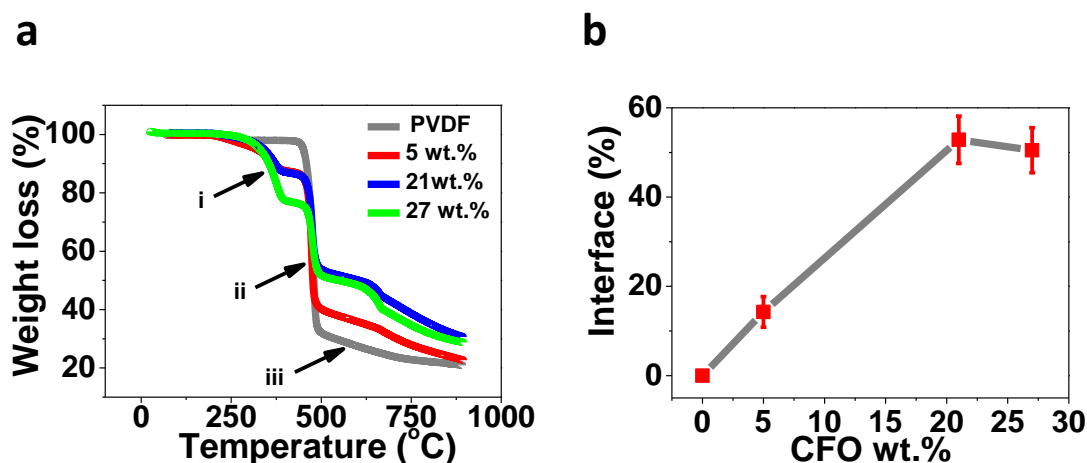 a
b
Weight loss (%)
100
80
60
40
20
PVDF
5 wt.%
21wt.%
27 wt.%
i
ii
iii
0
250
500
750
1000
Temperature (°C)
Interface (%)
60
40
20
0
0
5
10
15
20
25
30
CFO wt.%